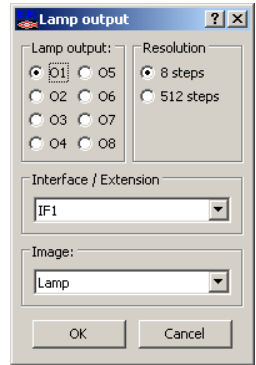 Lamp output
Lamp output:
O1 O5
O2 O6
O3 O7
O4 O8
Resolution
8 steps
512 steps
Interface / Extension
IF1
Image:
Lamp
OK Cancel